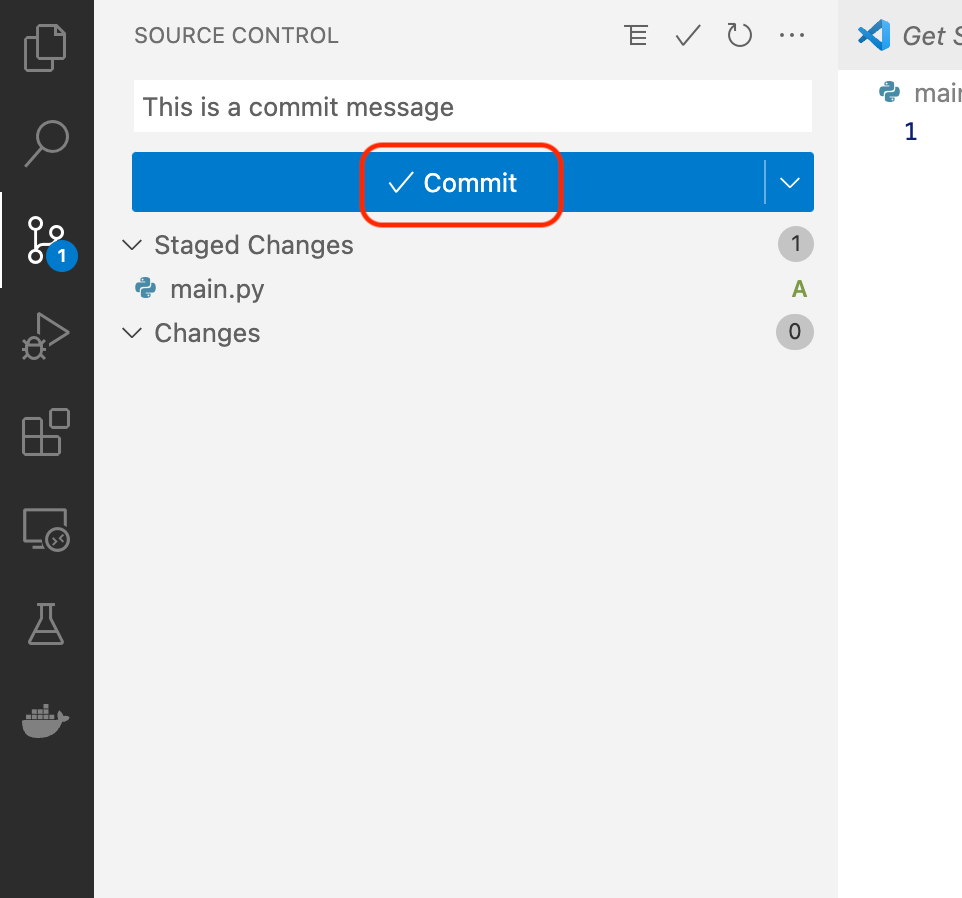 SOURCE CONTROL
Get S
This is a commit message
main
1
Commit
Staged Changes 1
1
main.py A
Changes 0